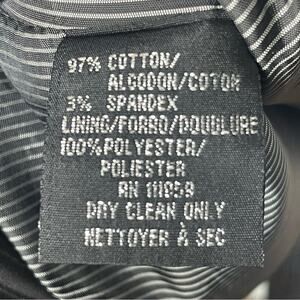 97% COTTON/
ALGODON/COTON
3% SPANDEX
LINING/FORRO/DOUBLURE
100% POLYESTER/
POLIESTER
RN 111859
DRY CLEAN ONLY
NETTOYER À SEC